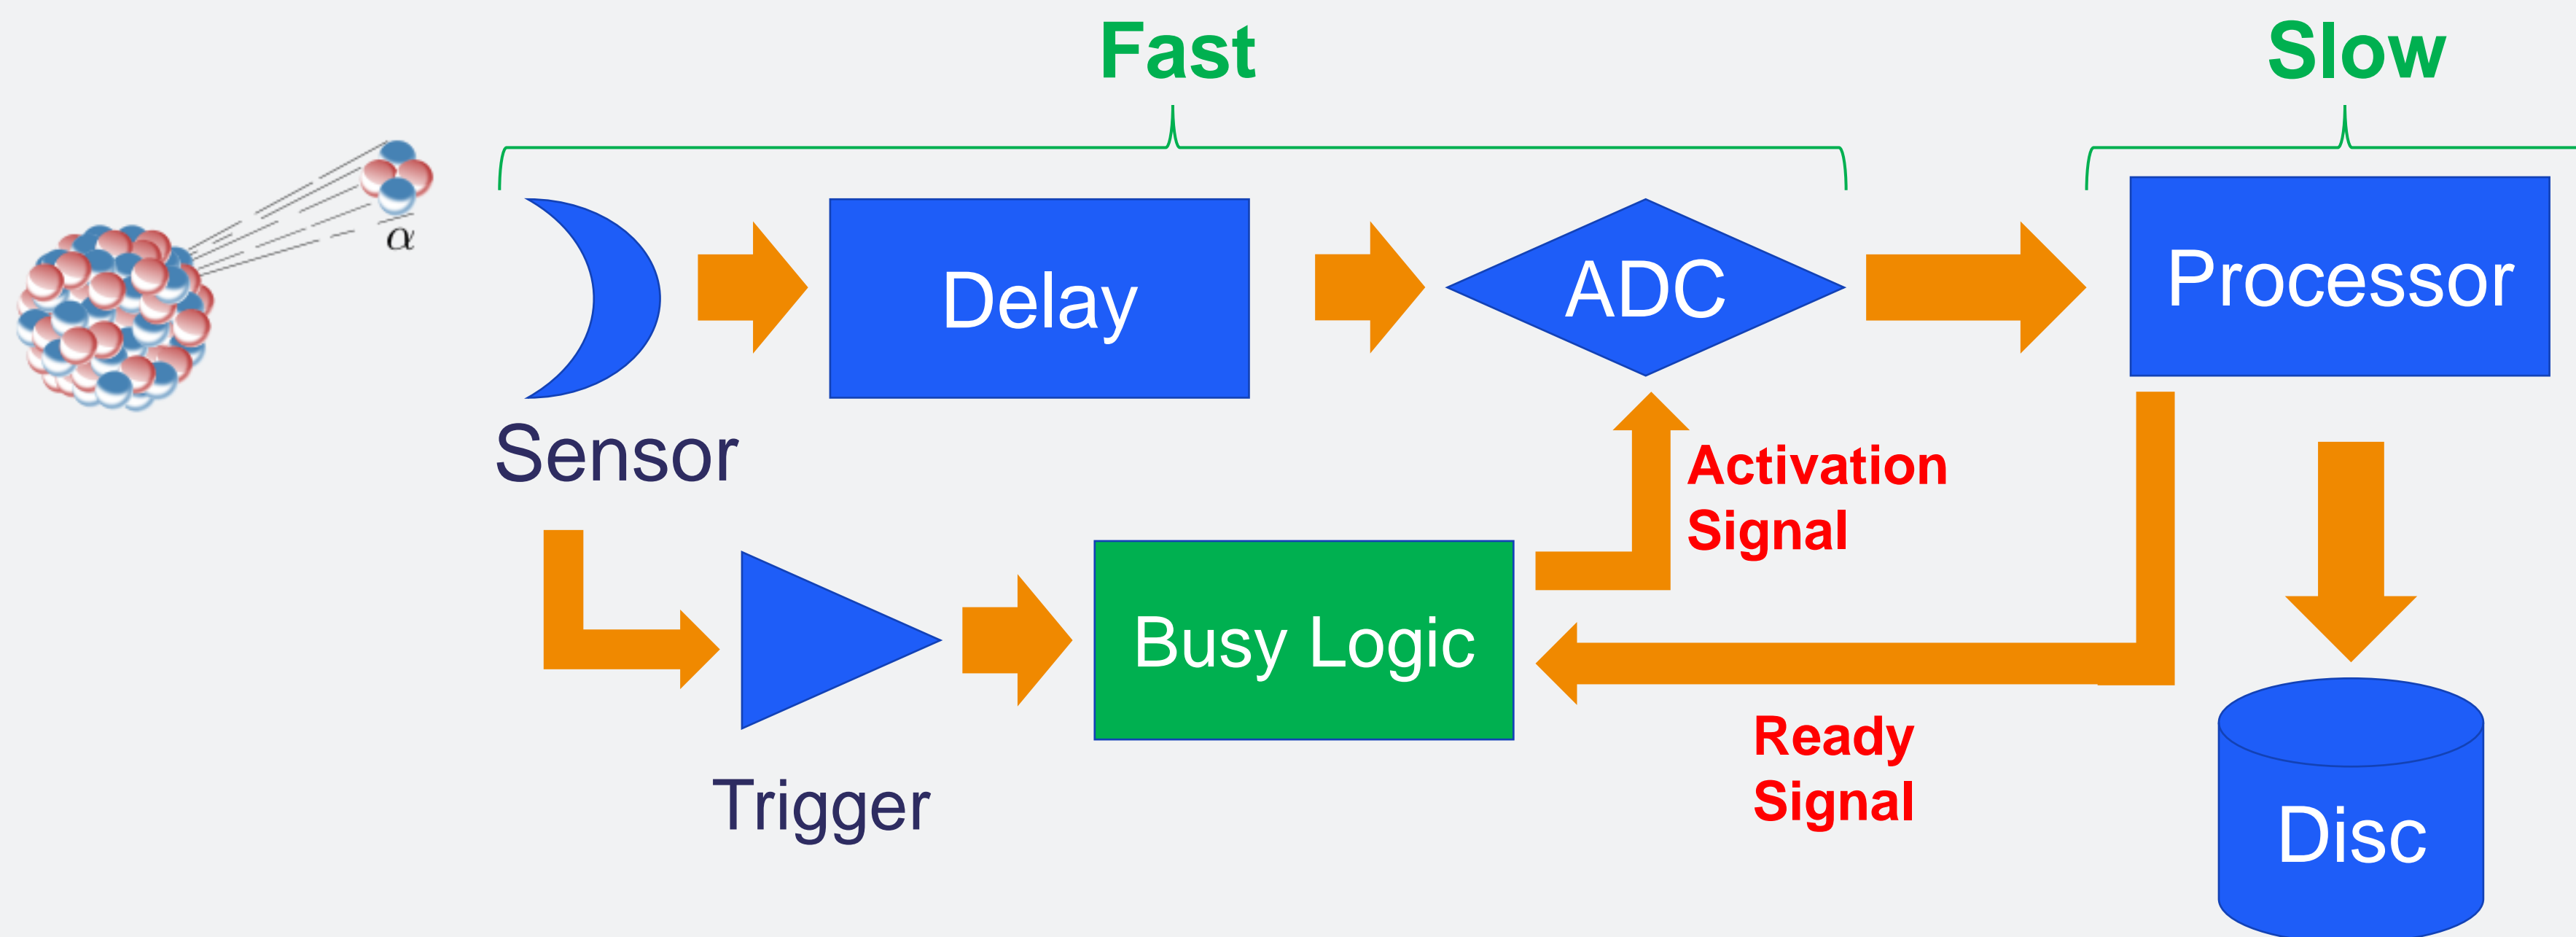 Fast
Slow
α
Delay
ADC
Processor
Sensor
Activation
Signal
Busy Logic
Ready
Signal
Trigger
Disc